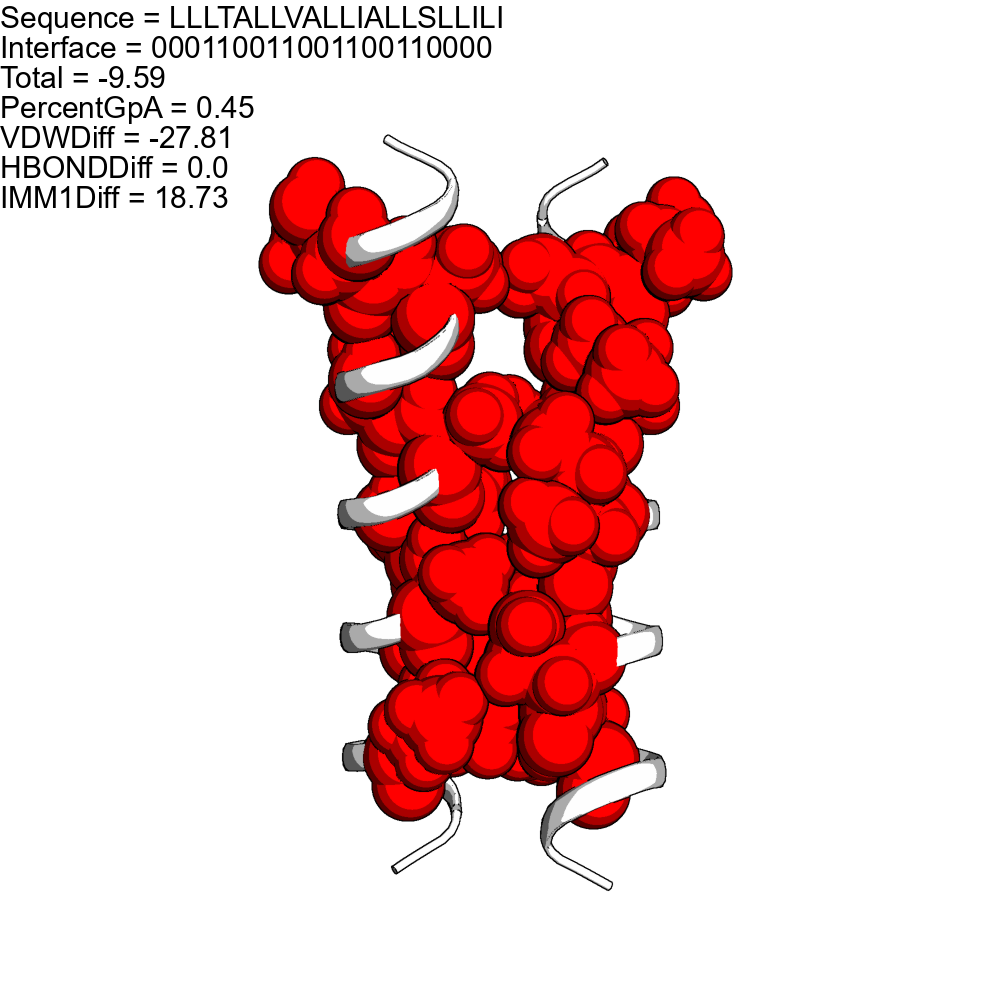 Sequence = LLLTALLVALLIALLSLLILI
Interface = 000110011001100110000
Total = -9.59
PercentGpA = 0.45
VDWDiff = -27.81
HBONDDiff = 0.0
IMM1Diff = 18.73